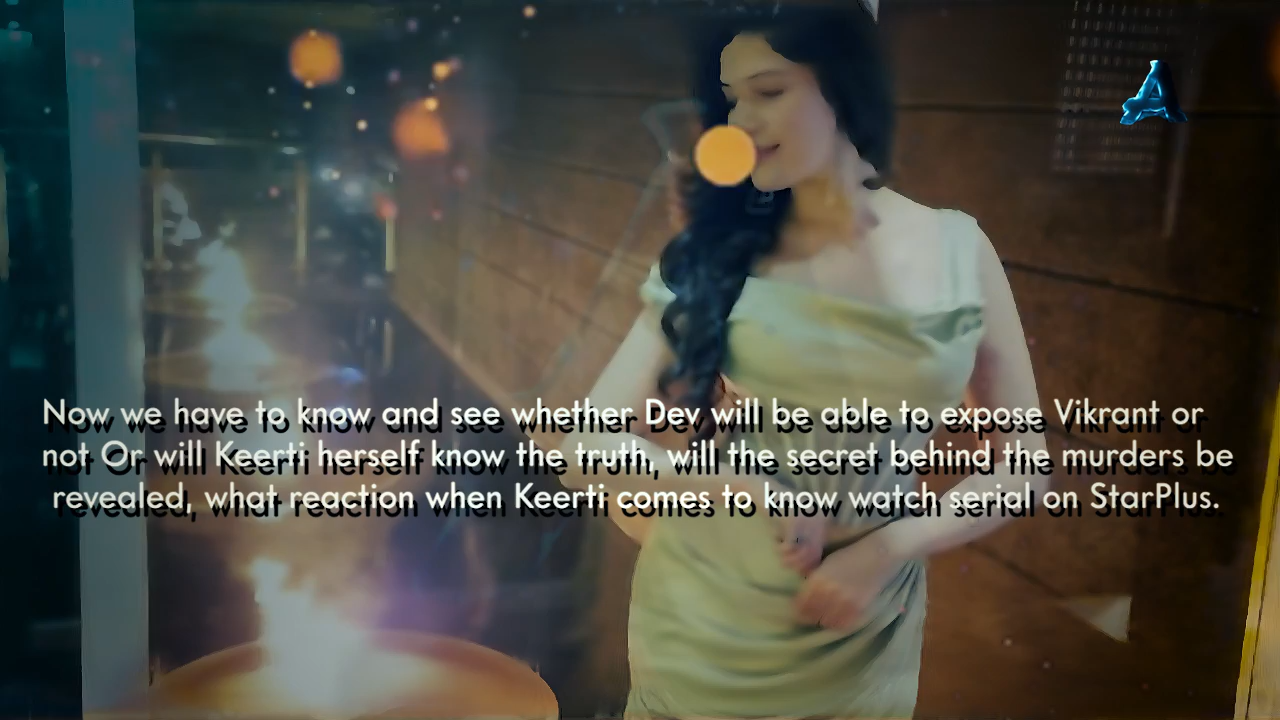 A
Now we have to know and see whether Dev will be able to expose Vikrant or
not Or will Keerti herself know the truth, will the secret behind the murders be
revealed, what reaction when Keerti comes to know watch serial on StarPlus.